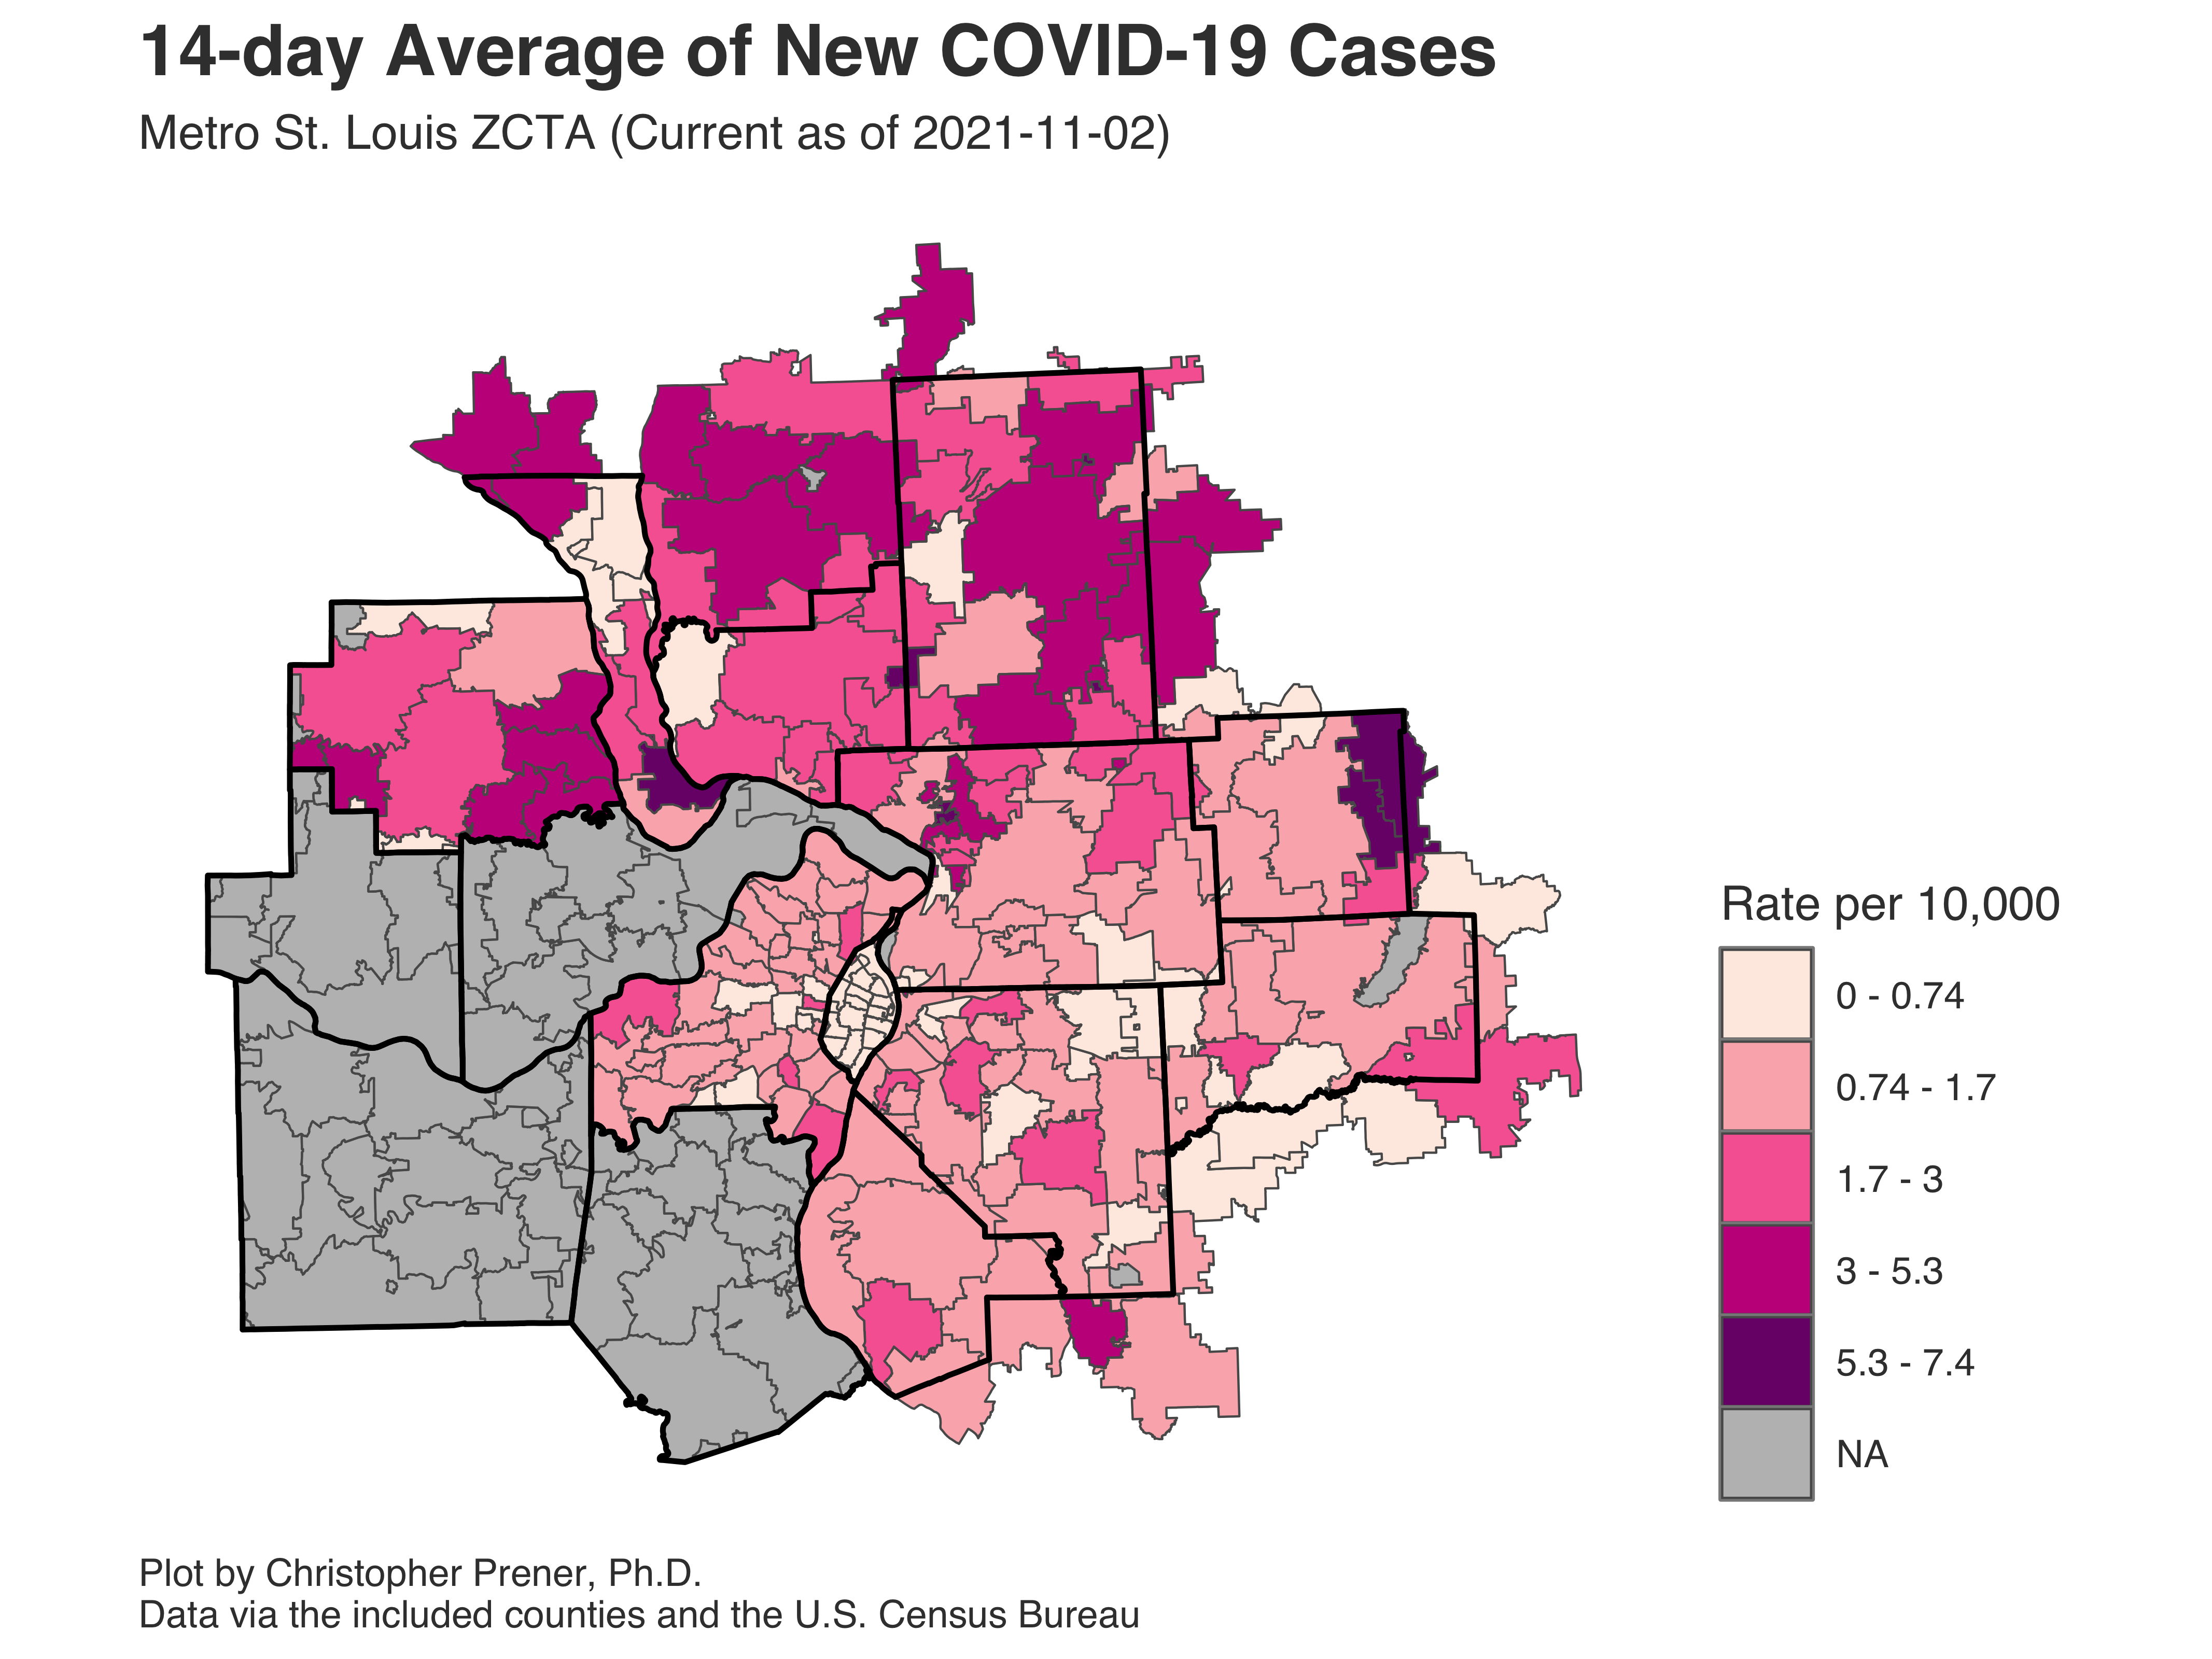 14-day Average of New COVID-19 Cases
Metro St. Louis ZCTA (Current as of 2021-11-02)
Rate per 10,000
0 - 0.74
0.74 - 1.7
1.7 - 3
3 - 5.3
5.3 - 7.4
NA
Plot by Christopher Prener, Ph.D.
Data via the included counties and the U.S. Census Bureau